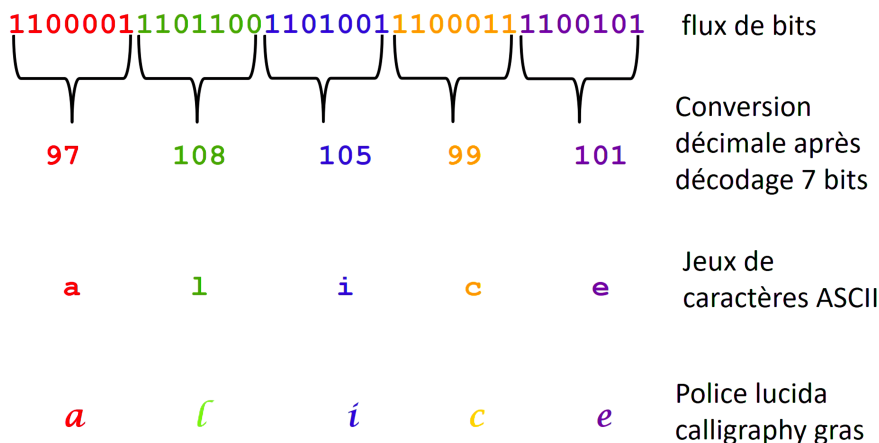 11000011101100110100111000111100101 flux de bits
97 108 105 99 101 Conversion
décimale après
décodage 7 bits
a l i c e Jeux de
caractères ASCII
a l i c e Police lucida
calligraphy gras